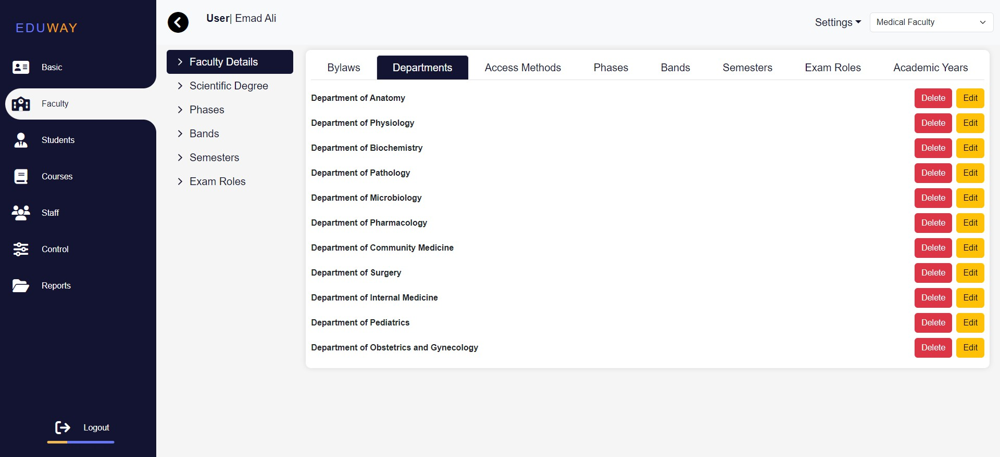 EDUWAY
Basic
Faculty
Students
Courses
Staff
Control
Reports
Logout
User| Emad Ali
Settings
Medical Faculty
Faculty Details
Scientific Degree
Phases
Bands
Semesters
Exam Roles
Bylaws Departments Access Methods Phases Bands Semesters Exam Roles Academic Years
Department of Anatomy Delete Edit
Department of Physiology Delete Edit
Department of Biochemistry Delete Edit
Department of Pathology Delete Edit
Department of Microbiology Delete Edit
Department of Pharmacology Delete Edit
Department of Community Medicine Delete Edit
Department of Surgery Delete Edit
Department of Internal Medicine Delete Edit
Department of Pediatrics Delete Edit
Department of Obstetrics and Gynecology Delete Edit